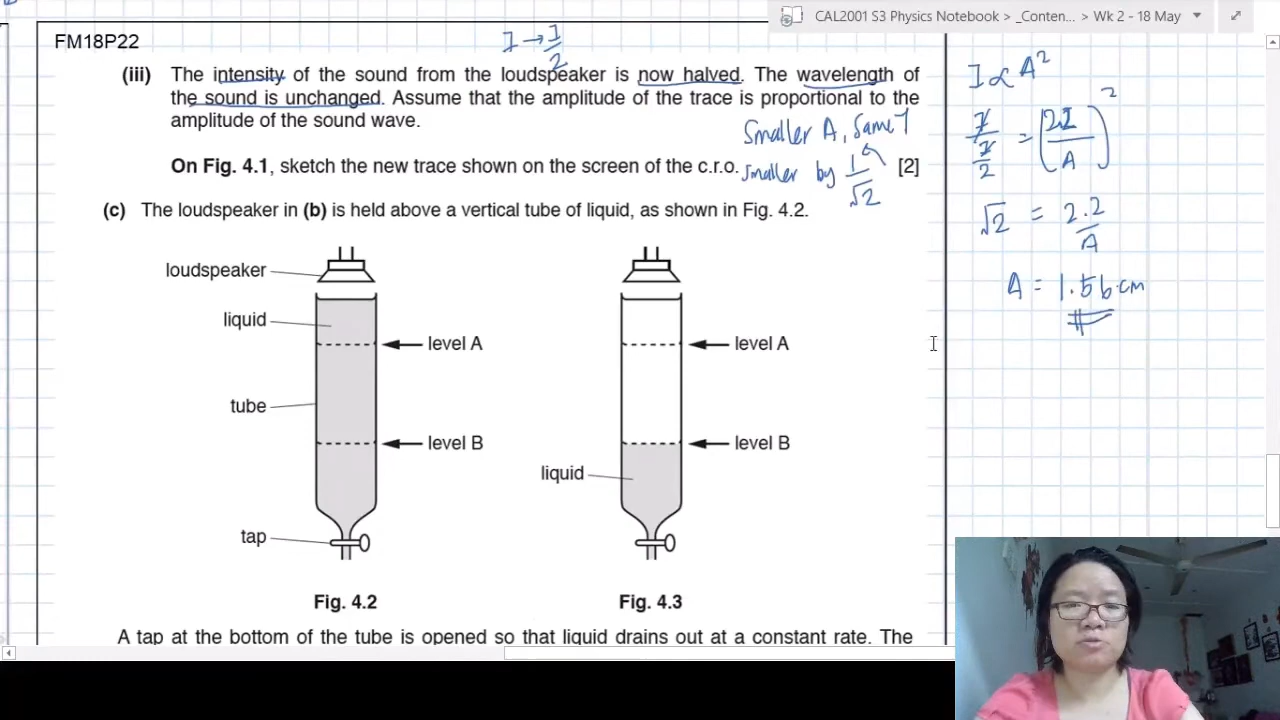 CAL2001 S3 Physics Notebook > _Conten... > Wk 2 - 18 May
FM18P22
I → I/2
(iii) The intensity of the sound from the loudspeaker is now halved. The wavelength of
the sound is unchanged. Assume that the amplitude of the trace is proportional to the
amplitude of the sound wave.
Smaller A, same T
On Fig. 4.1, sketch the new trace shown on the screen of the c.r.o. [2]
smaller by 1/√2
(c) The loudspeaker in (b) is held above a vertical tube of liquid, as shown in Fig. 4.2.
loudspeaker
liquid
level A
level A
tube
level B
level B
liquid
tap
Fig. 4.2
Fig. 4.3
A tap at the bottom of the tube is opened so that liquid drains out at a constant rate. The
I ∝ A²
√2 = 2.2/A
A = 1.56 cm